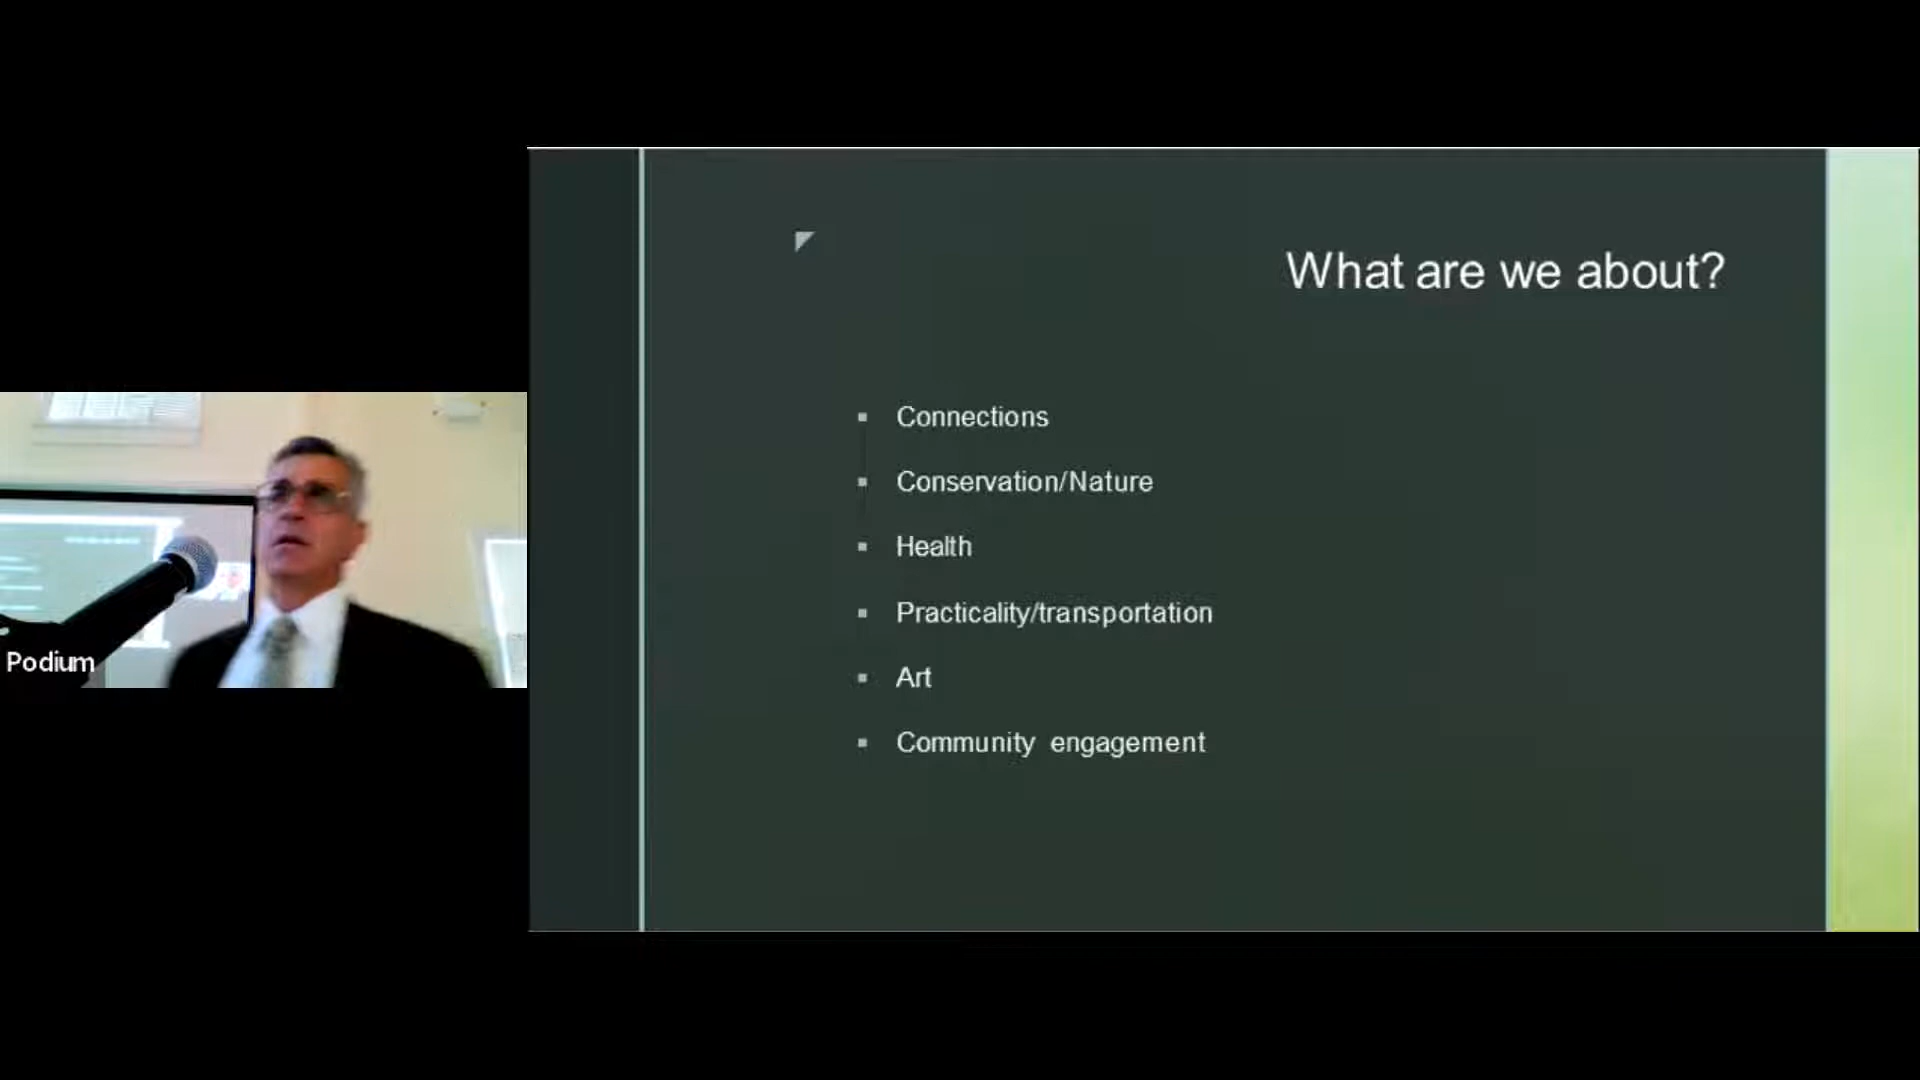 What are we about?
Connections
Conservation/Nature
Health
Practicality/transportation
Art
Community engagement
Podium